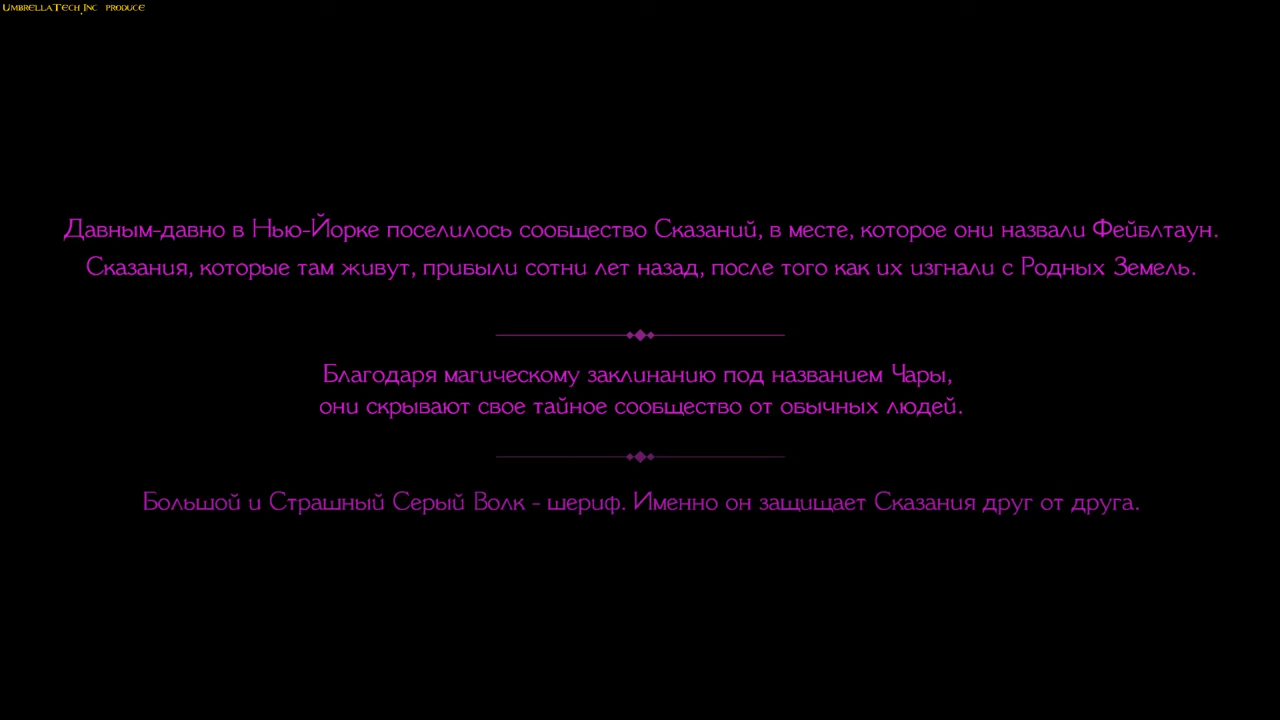 UmbrellaTech,Inc produce
Давным-давно в Нью-Йорке поселилось сообщество Сказаний, в месте, которое они назвали Фейблтаун.
Сказания, которые там живут, прибыли сотни лет назад, после того как их изгнали с Родных Земель.
Благодаря магическому заклинанию под названием Чары,
они скрывают свое тайное сообщество от обычных людей.
Большой и Страшный Серый Волк - шериф. Именно он защищает Сказания друг от друга.